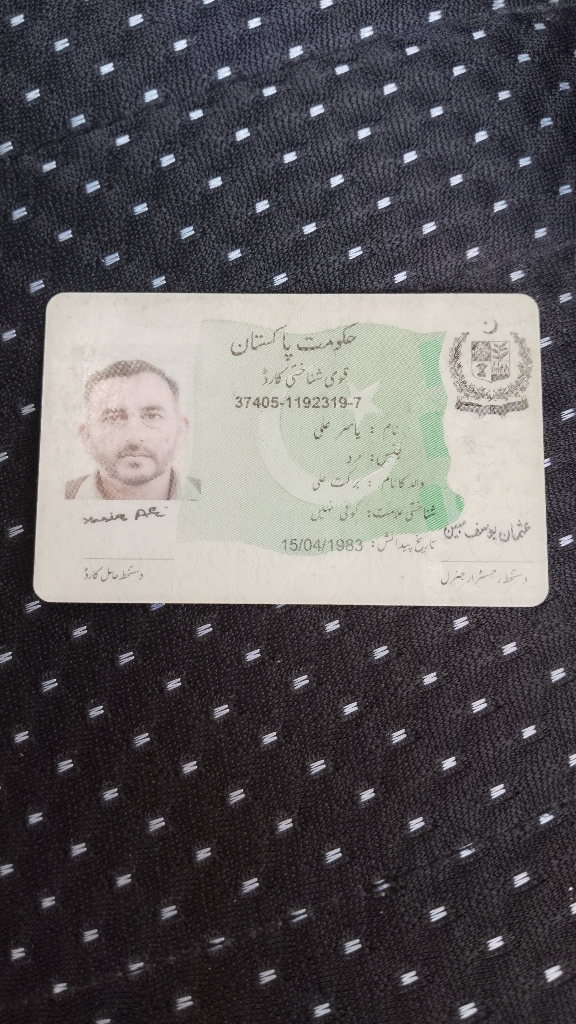 حکومت پاکستان
قومی شناختی کارڈ
37405-1192319-7
نام : یاسر علی
جنس: مرد
والد کا نام : برکت علی
شناختی علامت: کوئی نہیں
تاریخ پیدائش: 15/04/1983
Yasir Ali
عثمان یوسف مبین
دستخط رجسٹرار جنرل
دستخط حامل کارڈ